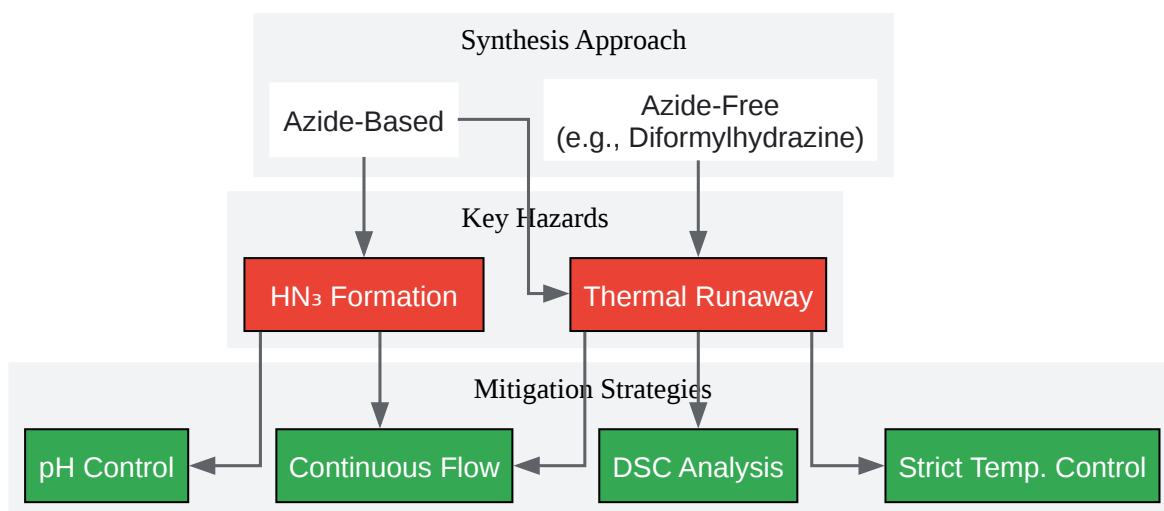 Synthesis Approach
Azide-Based
Azide-Free
(e.g., Diformylhydrazine)
Key Hazards
HN₃ Formation
Thermal Runaway
Mitigation Strategies
pH Control
Continuous Flow
DSC Analysis
Strict Temp. Control